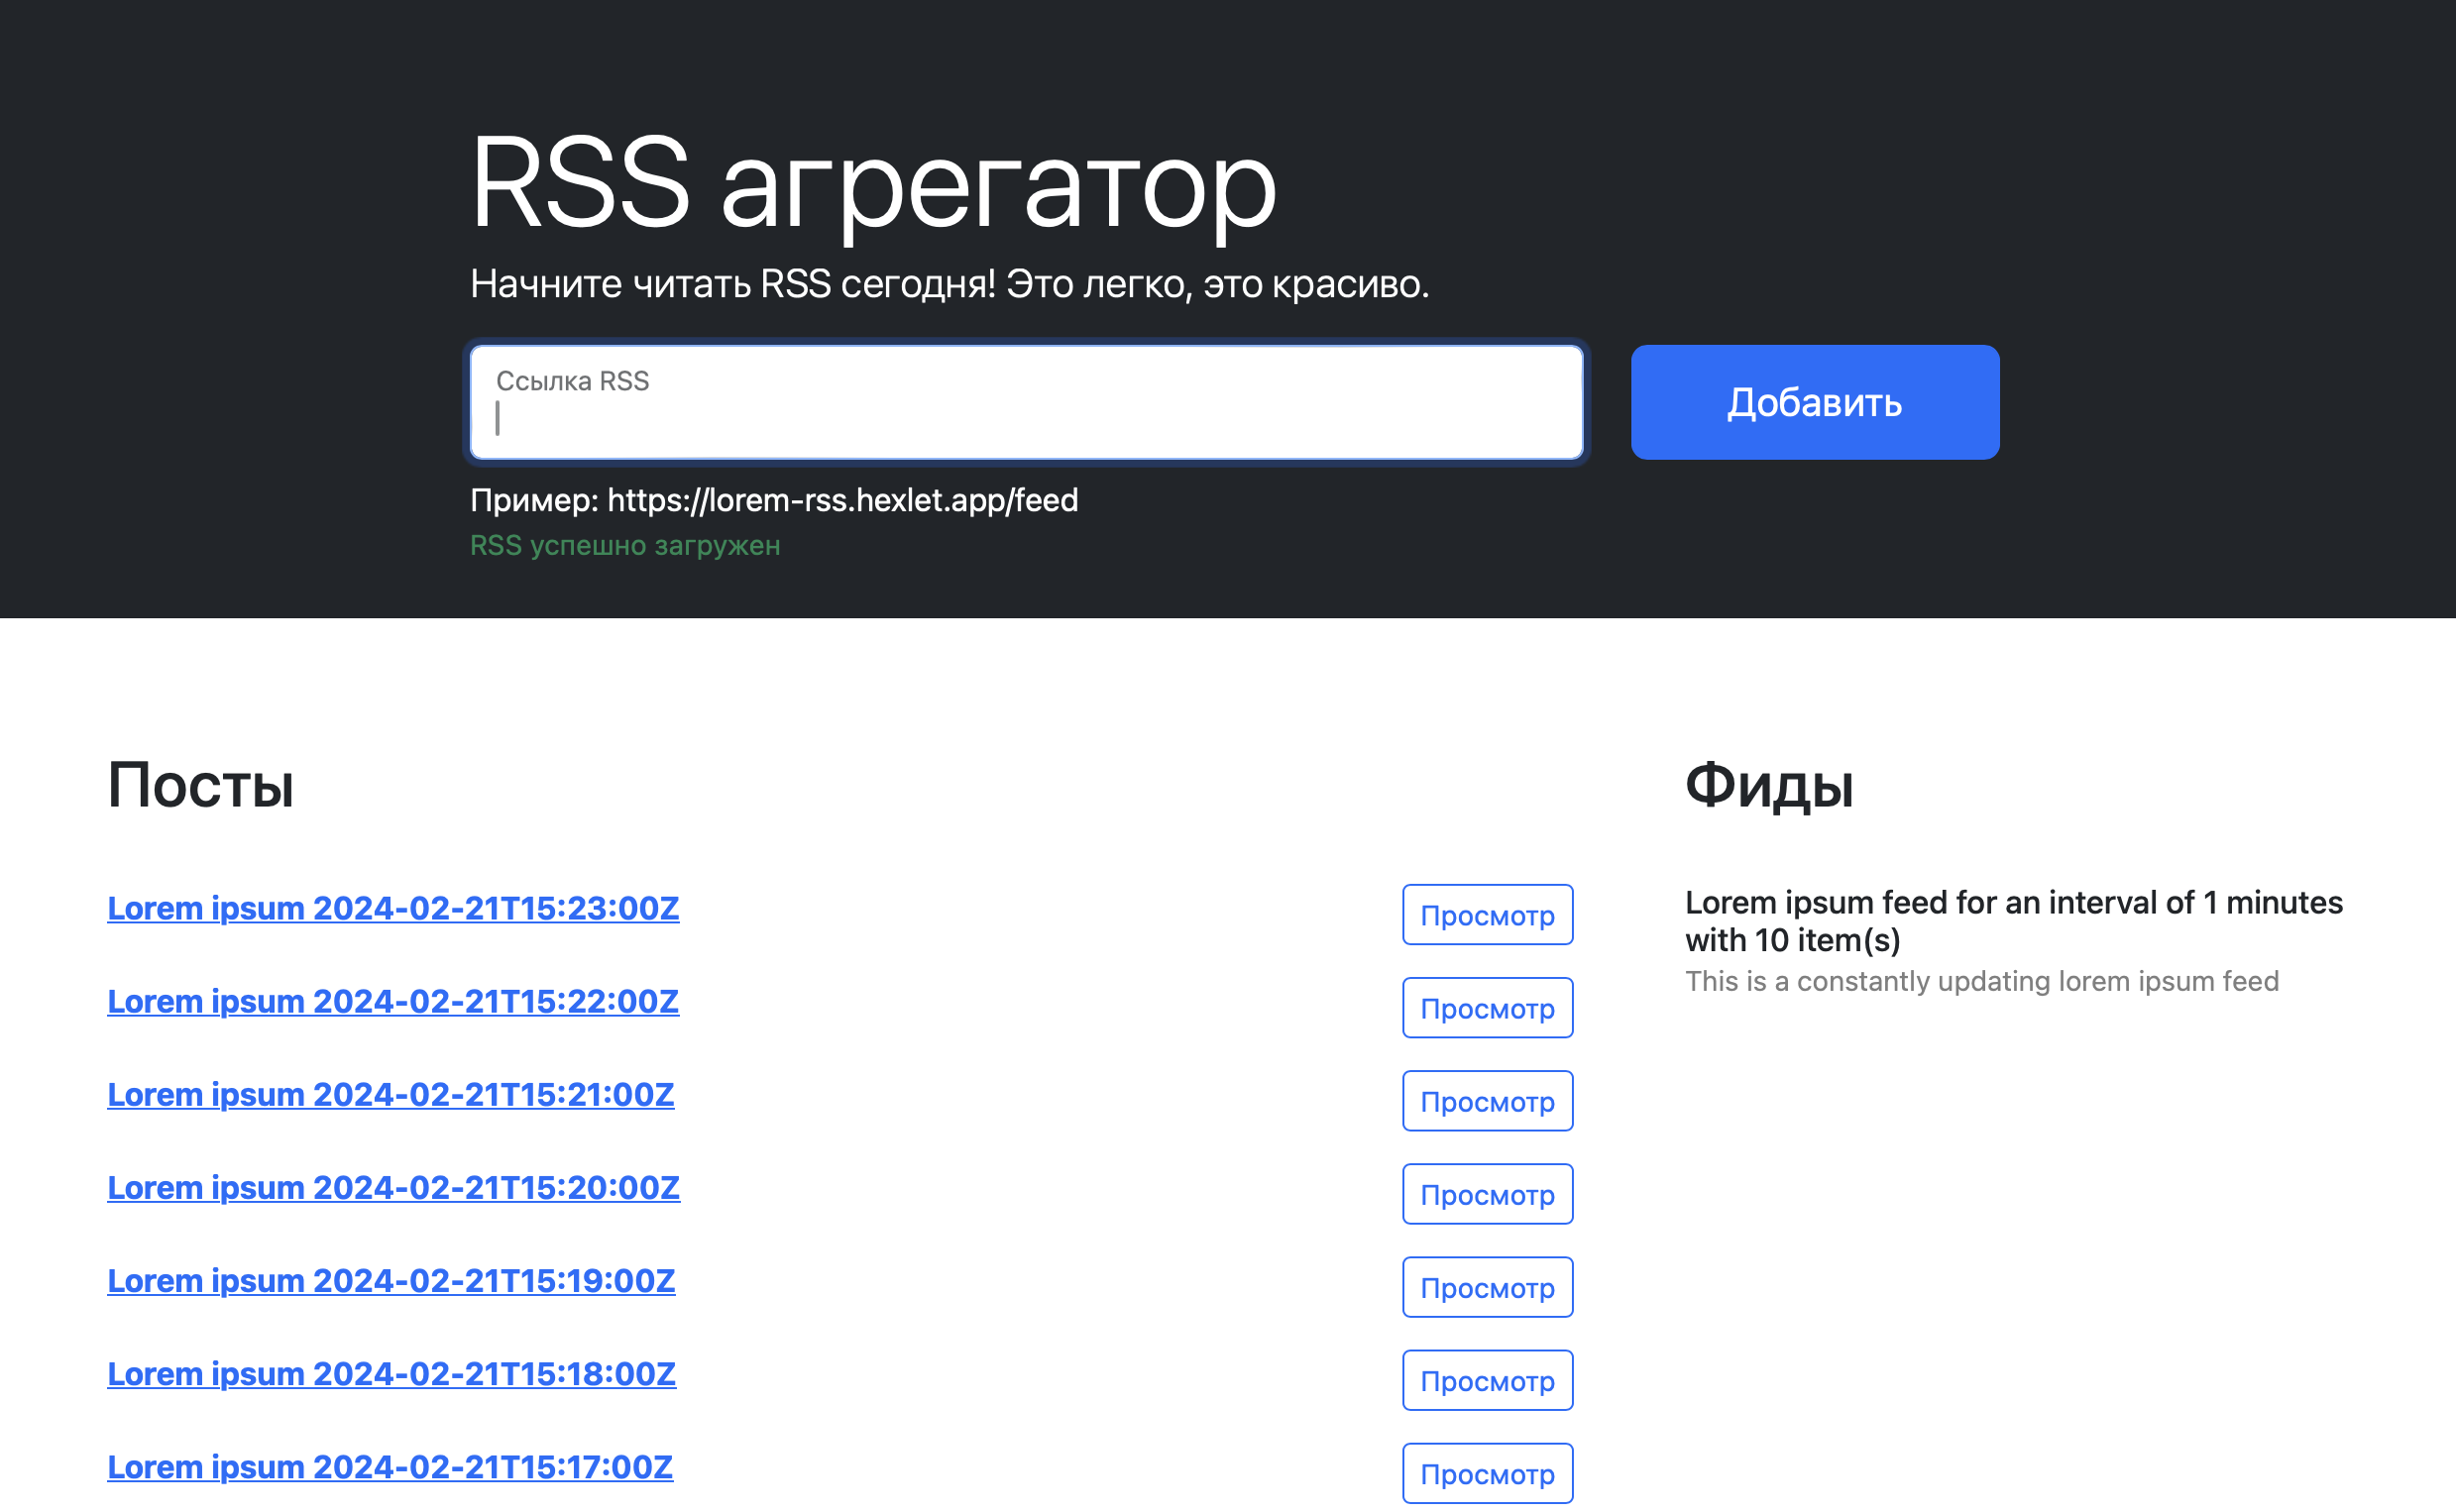 RSS агрегатор
Начните читать RSS сегодня! Это легко, это красиво.
Ссылка RSS
Добавить
Пример: https://lorem-rss.hexlet.app/feed
RSS успешно загружен
Посты
Lorem ipsum 2024-02-21T15:23:00Z
Просмотр
Lorem ipsum 2024-02-21T15:22:00Z
Просмотр
Lorem ipsum 2024-02-21T15:21:00Z
Просмотр
Lorem ipsum 2024-02-21T15:20:00Z
Просмотр
Lorem ipsum 2024-02-21T15:19:00Z
Просмотр
Lorem ipsum 2024-02-21T15:18:00Z
Просмотр
Lorem ipsum 2024-02-21T15:17:00Z
Просмотр
Фиды
Lorem ipsum feed for an interval of 1 minutes
with 10 item(s)
This is a constantly updating lorem ipsum feed